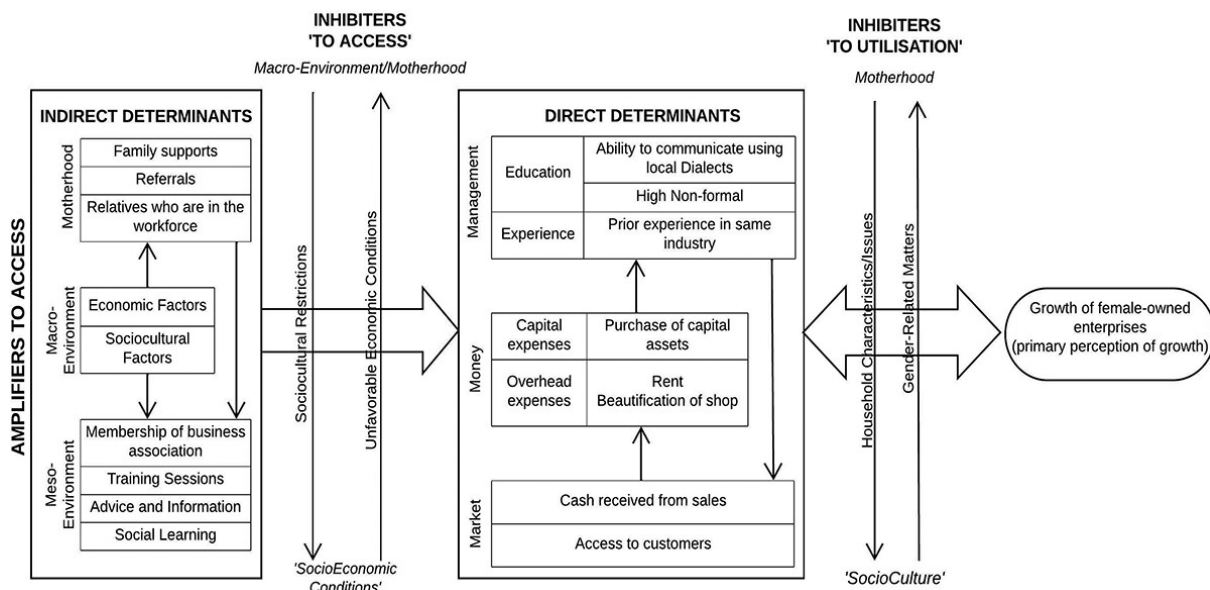 INHIBITERS
'TO ACCESS'
Macro-Environment/Motherhood
INHIBITERS
'TO UTILISATION'
Motherhood
AMPLIFIERS TO ACCESS
INDIRECT DETERMINANTS
Motherhood
Family supports
Referrals
Relatives who are in the
workforce
Macro-
Environment
Economic Factors
Sociocultural
Factors
Meso-
Environment
Membership of business
association
Training Sessions
Advice and Information
Social Learning
Sociocultural Restrictions
Unfavorable Economic Conditions
'SocioEconomic
Conditions'
DIRECT DETERMINANTS
Management
Education
Ability to communicate using
local Dialects
High Non-formal
Experience
Prior experience in same
industry
Money
Capital
expenses
Purchase of capital
assets
Overhead
expenses
Rent
Beautification of shop
Market
Cash received from sales
Access to customers
Household Characteristics/Issues
Gender-Related Matters
'SocioCulture'
Growth of female-owned
enterprises
(primary perception of growth)